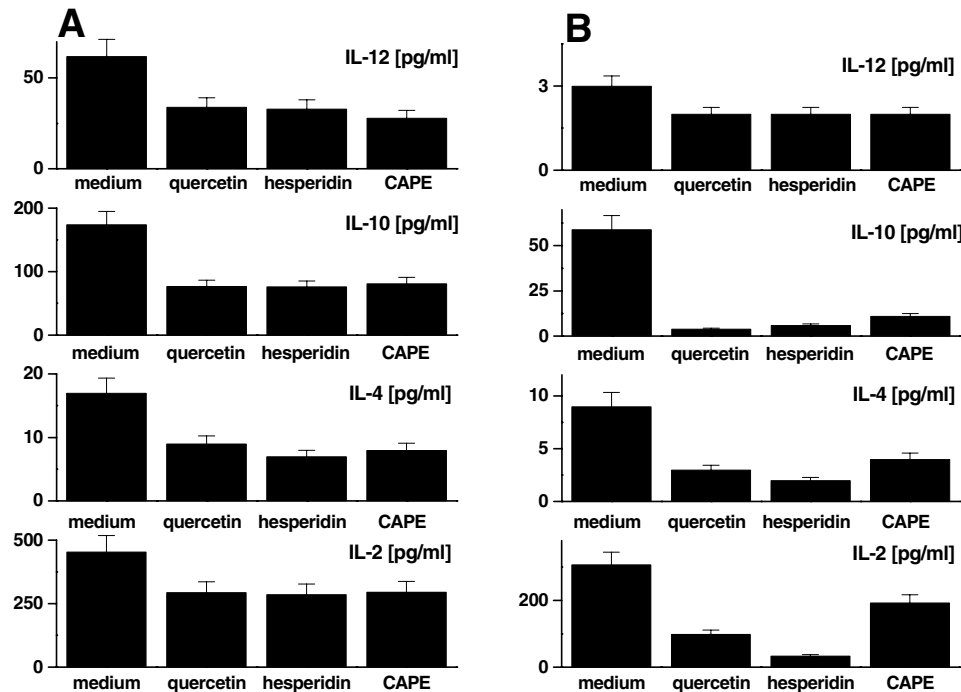 A
IL-12 [pg/ml]
50
0
medium quercetin hesperidin CAPE
IL-10 [pg/ml]
200
100
0
medium quercetin hesperidin CAPE
IL-4 [pg/ml]
20
10
0
medium quercetin hesperidin CAPE
IL-2 [pg/ml]
500
250
0
medium quercetin hesperidin CAPE
B
IL-12 [pg/ml]
3
0
medium quercetin hesperidin CAPE
IL-10 [pg/ml]
50
25
0
medium quercetin hesperidin CAPE
IL-4 [pg/ml]
10
5
0
medium quercetin hesperidin CAPE
IL-2 [pg/ml]
200
0
medium quercetin hesperidin CAPE